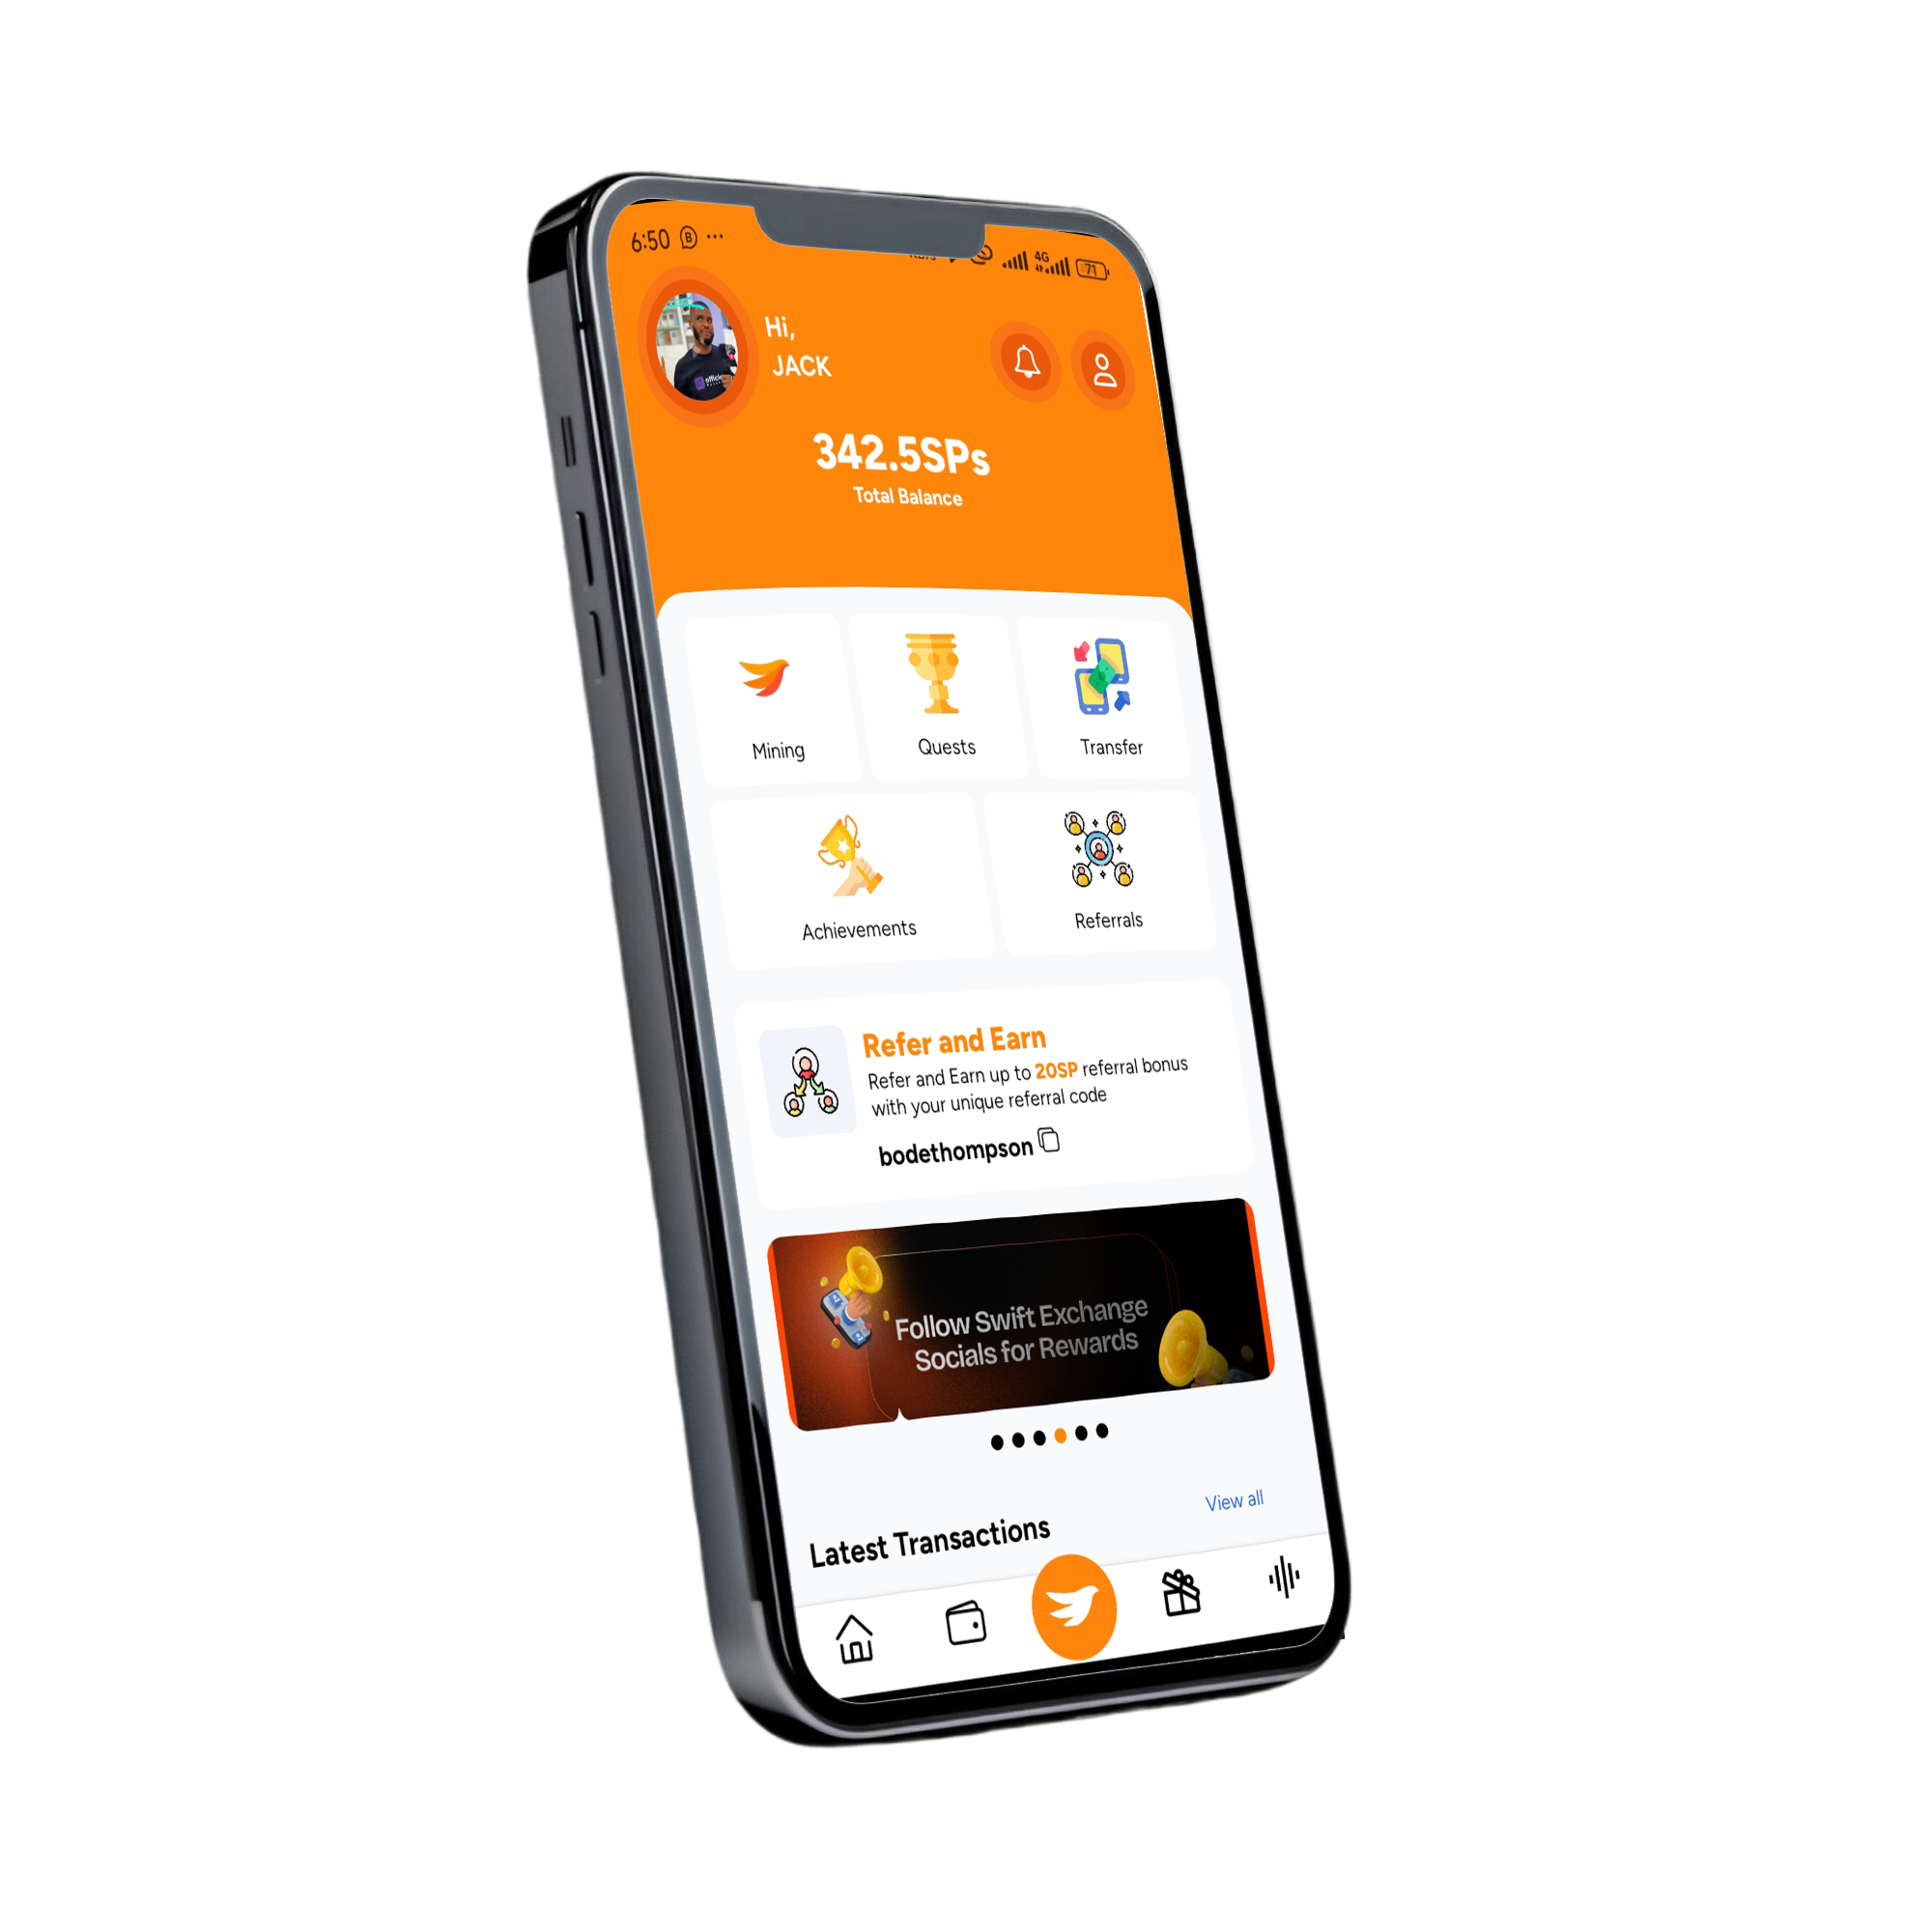 6:50
4G
71
Hi,
JACK
342.5SPs
Total Balance
Mining
Quests
Transfer
Achievements
Referrals
Refer and Earn
Refer and Earn up to 20SP referral bonus
with your unique referral code
bodethompson
Follow Swift Exchange
Socials for Rewards
View all
Latest Transactions